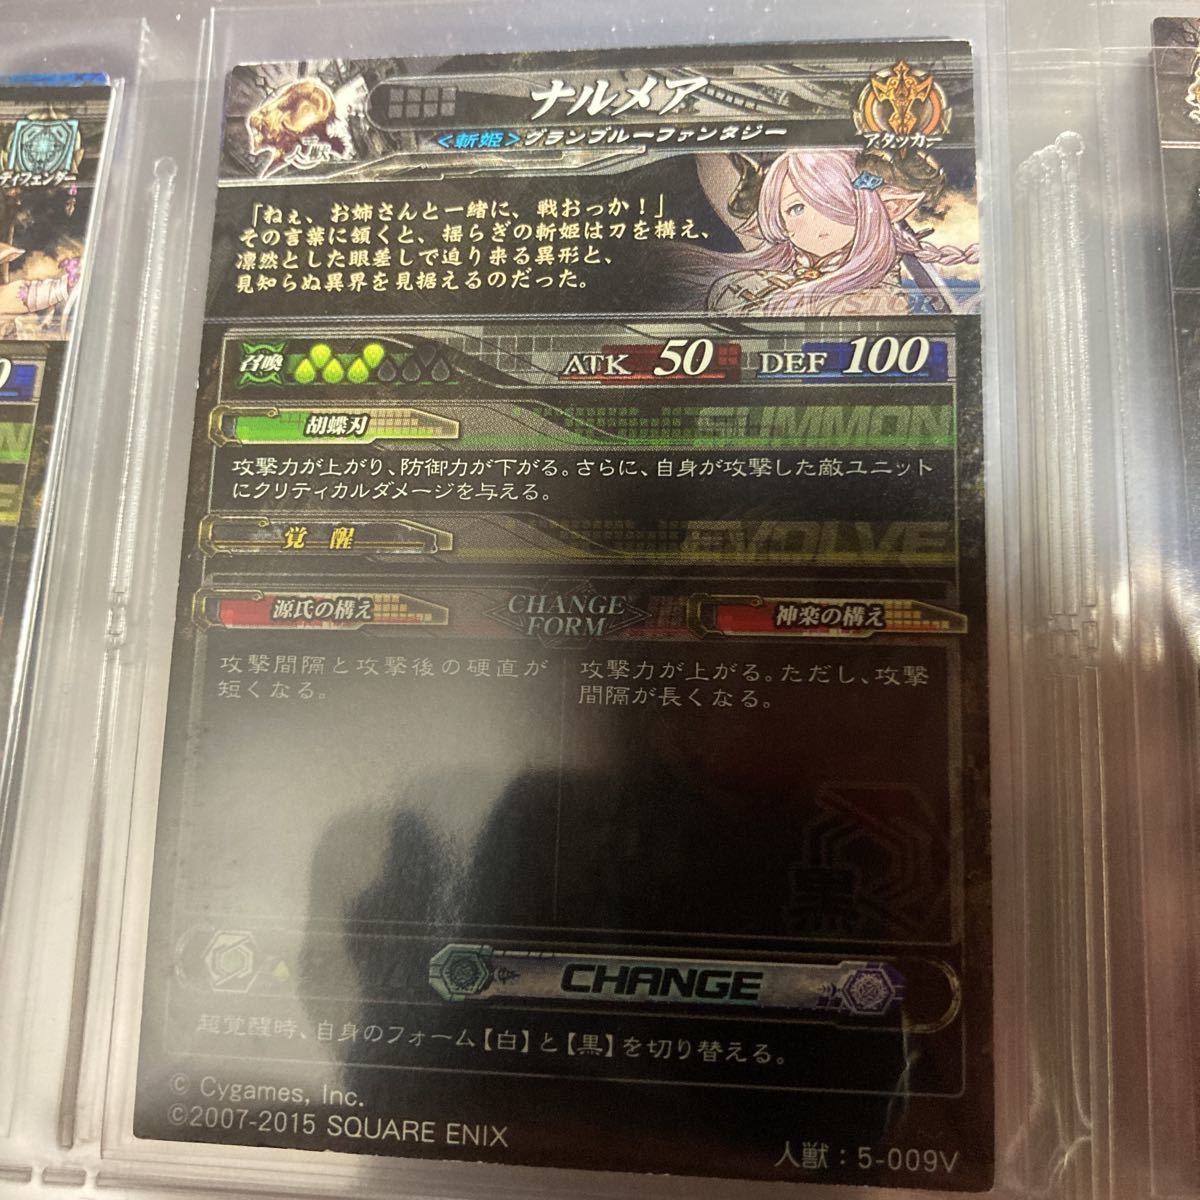 ナルメア
<斬姫>グランブルーファンタジー
人獣
アタッカー
ディフェンダー
「ねぇ、お姉さんと一緒に、戦おっか！」
その言葉に頷くと、揺らぎの斬姫は刀を構え、
凛然とした眼差しで迫り来る異形と、
見知らぬ異界を見据えるのだった。
召喚 ATK 50 DEF 100
胡蝶刃 SUMMON
攻撃力が上がり、防御力が下がる。さらに、自身が攻撃した敵ユニット
にクリティカルダメージを与える。
覚醒 EVOLVE
源氏の構え CHANGE FORM 神楽の構え
攻撃間隔と攻撃後の硬直が
短くなる。
攻撃力が上がる。ただし、攻撃
間隔が長くなる。
黒
CHANGE
超覚醒時、自身のフォーム【白】と【黒】を切り替える。
© Cygames, Inc.
©2007-2015 SQUARE ENIX
人獣：5-009V